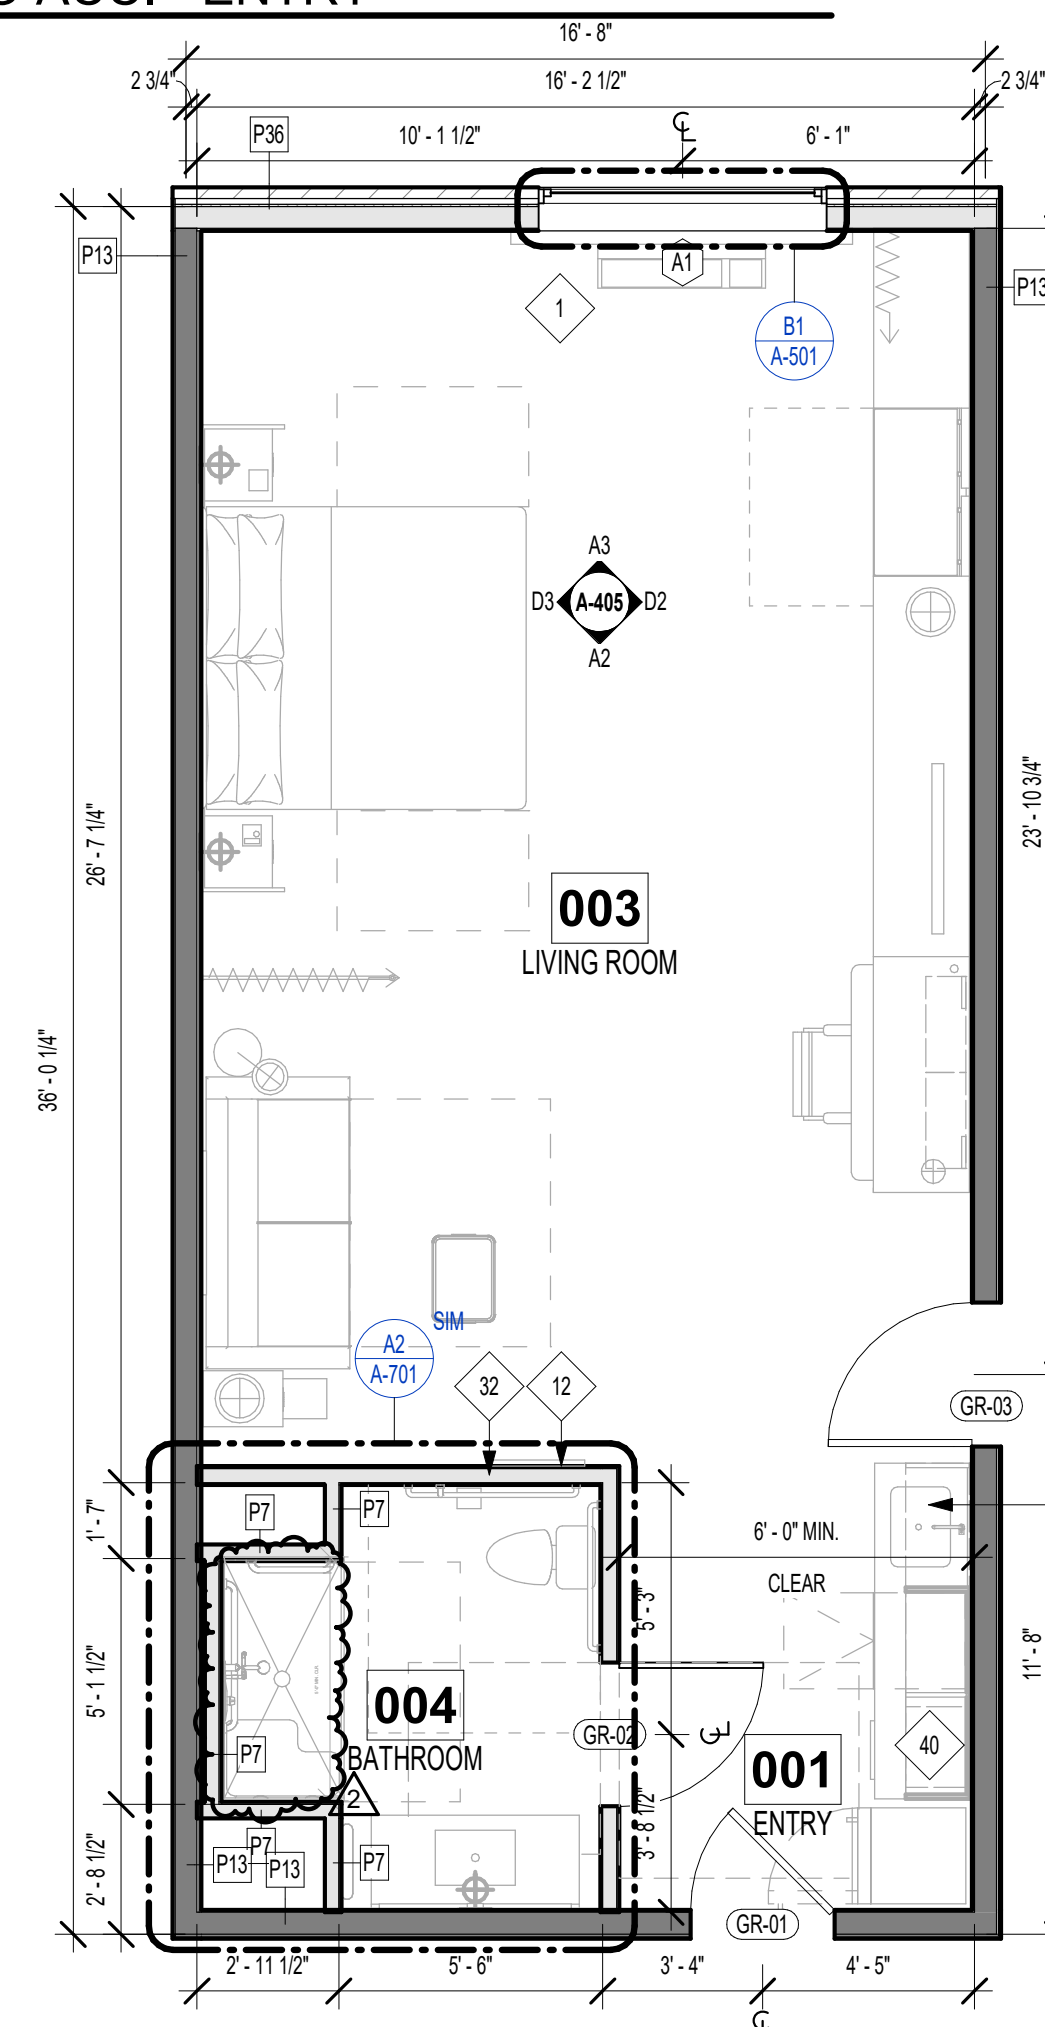 16' - 8"
2 3/4"
16' - 2 1/2"
2 3/4"
P36
10' - 1 1/2"
6' - 1"
P13
A1
P13
1
B1
A-501
A3
D3
A-405
D2
A2
26' - 7 1/4"
23' - 10 3/4"
003
LIVING ROOM
36' - 0 1/4"
SIM
A2
A-701
32
12
GR-03
1' - 7"
P7
P7
6' - 0" MIN.
CLEAR
5' - 3"
5' - 1 1/2"
11' - 8"
004
BATHROOM
GR-02
P7
2
001
ENTRY
40
3' - 8 1/2"
2' - 8 1/2"
P7
P13
P13
P7
GR-01
2' - 11 1/2"
5' - 6"
3' - 4"
4' - 5"